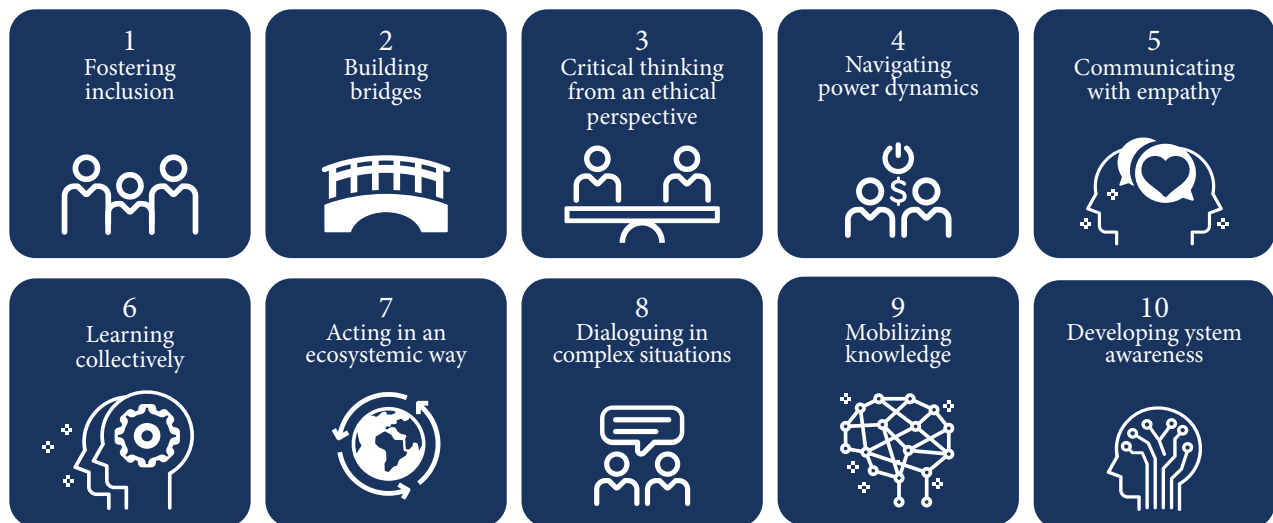 1
Fostering
inclusion
2
Building
bridges
3
Critical thinking
from an ethical
perspective
4
Navigating
power dynamics
5
Communicating
with empathy
6
Learning
collectively
7
Acting in an
ecosystemic way
8
Dialoguing in
complex situations
9
Mobilizing
knowledge
10
Developing ystem
awareness
$